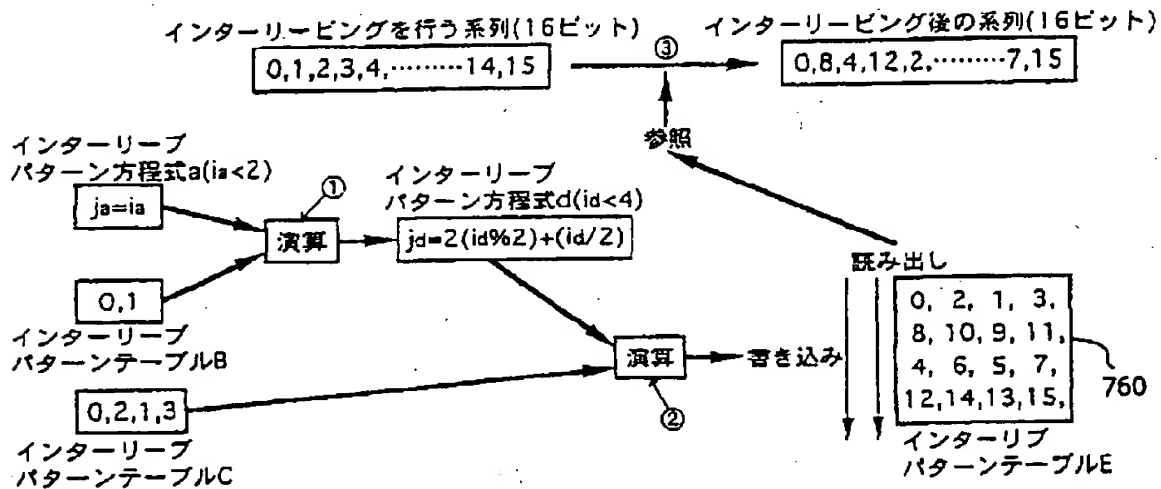 インターリービングを行う系列(16ビット)
0,1,2,3,4,………14,15
③
インターリービング後の系列(16ビット)
0,8,4,12,2,………7,15
参照
インターリーブ
パターン方程式a(ia<2)
ja=ia
①
演算
インターリーブ
パターン方程式d(id<4)
jd=2(id%2)+(id/2)
0,1
インターリーブ
パターンテーブルB
0,2,1,3
インターリーブ
パターンテーブルC
演算
②
書き込み
読み出し
0, 2, 1, 3,
8, 10, 9, 11,
4, 6, 5, 7,
12,14,13,15,
760
インターリブ
パターンテーブルE